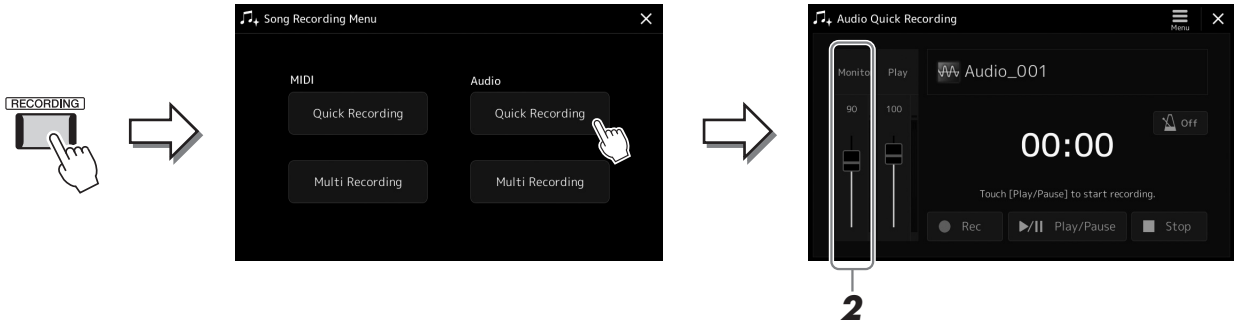 [RECORDING]
Song Recording Menu
MIDI
Audio
Quick Recording
Quick Recording
Multi Recording
Multi Recording
Audio Quick Recording
Menu
Monito
Play
90
100
Audio_001
Off
00:00
Touch [Play/Pause] to start recording.
Rec
Play/Pause
Stop
2